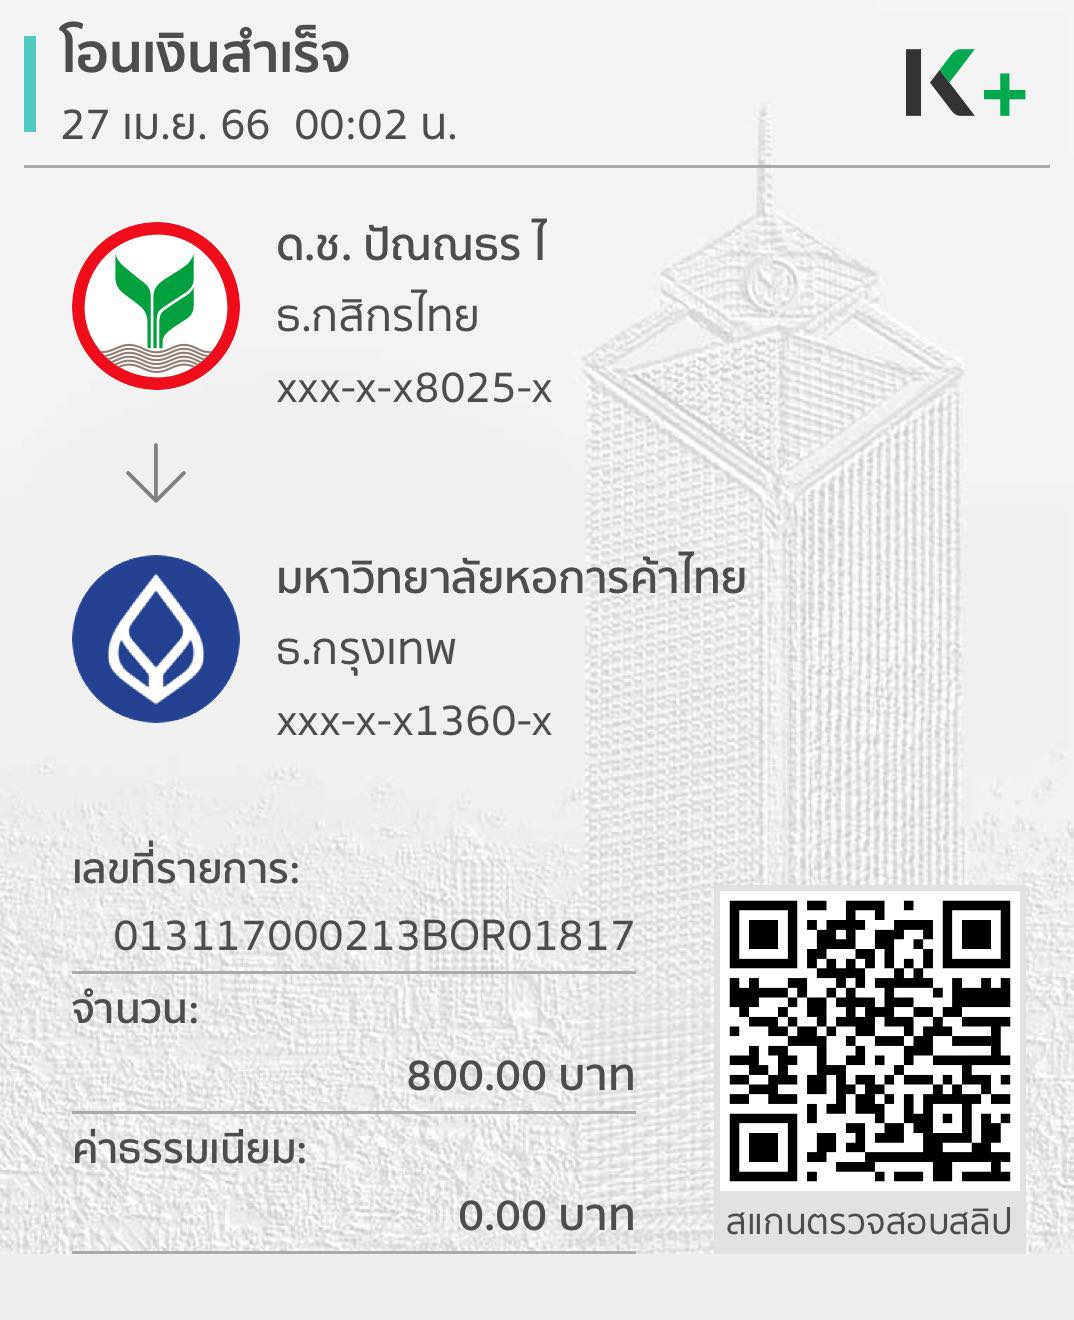 โอนเงินสำเร็จ
27 เม.ย. 66  00:02 น.
K+
ด.ช. ปัณณธร ไ
ธ.กสิกรไทย
xxx-x-x8025-x
มหาวิทยาลัยหอการค้าไทย
ธ.กรุงเทพ
xxx-x-x1360-x
เลขที่รายการ:
013117000213BOR01817
จำนวน:
800.00 บาท
ค่าธรรมเนียม:
0.00 บาท
สแกนตรวจสอบสลิป